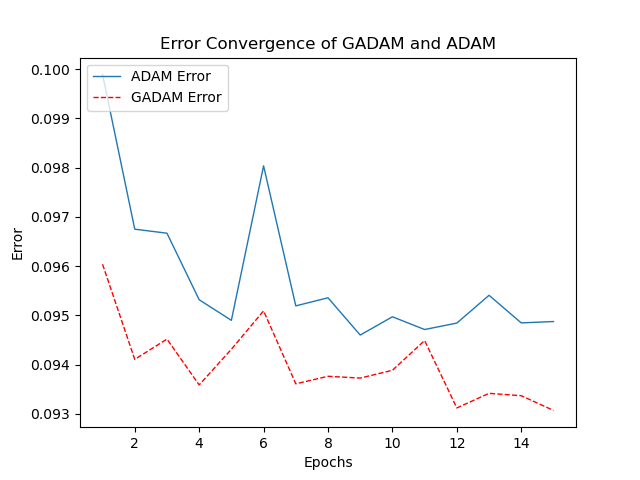 Error Convergence of GADAM and ADAM
ADAM Error
GADAM Error
0.100
0.099
0.098
0.097
0.096
0.095
0.094
0.093
Error
2 4 6 8 10 12 14
Epochs